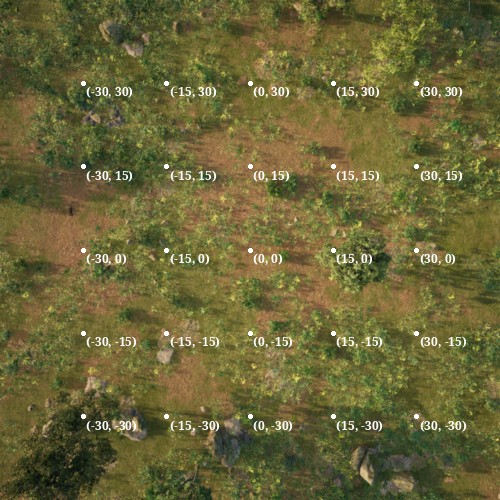 (-30, 30) (-15, 30) (0, 30) (15, 30) (30, 30)
(-30, 15) (-15, 15) (0, 15) (15, 15) (30, 15)
(-30, 0) (-15, 0) (0, 0) (15, 0) (30, 0)
(-30, -15) (-15, -15) (0, -15) (15, -15) (30, -15)
(-30, -30) (-15, -30) (0, -30) (15, -30) (30, -30)